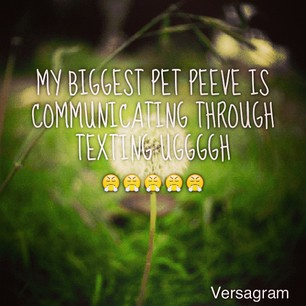 MY BIGGEST PET PEEVE IS
COMMUNICATING THROUGH
TEXTING UGGGGH
😤😤😤😤😤
Versagram